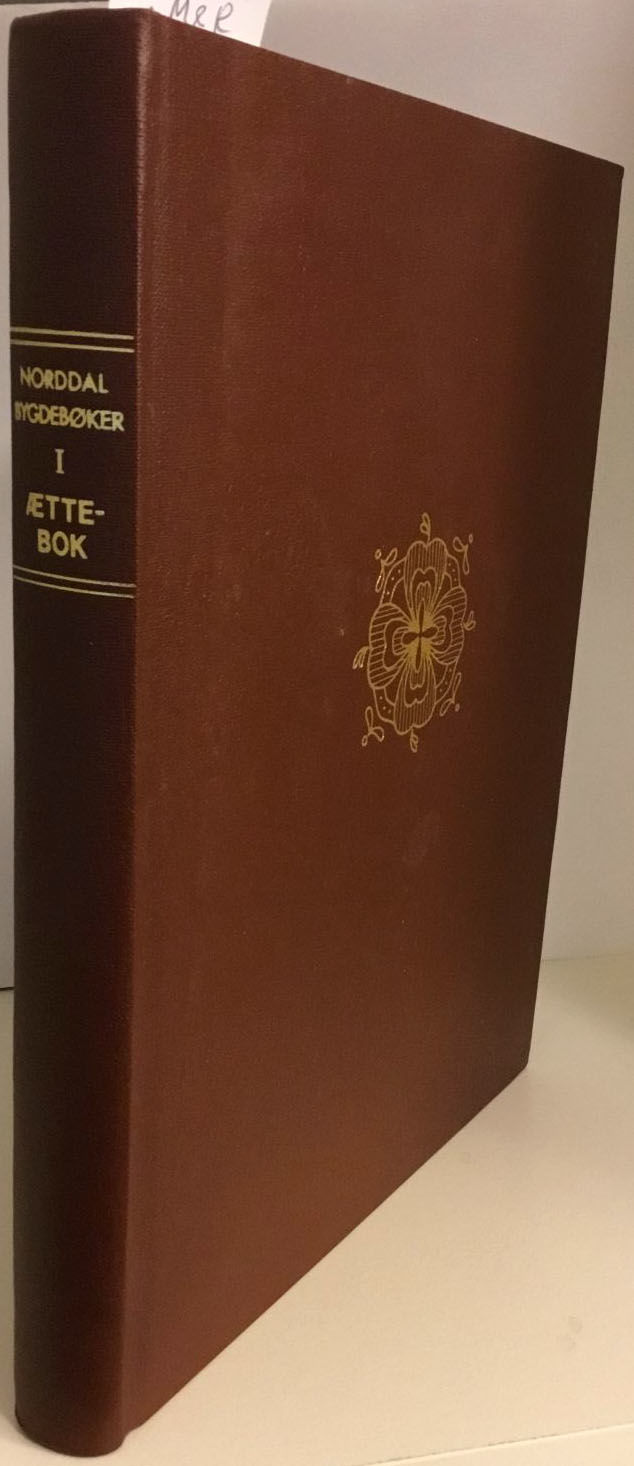 M & R
NORDDAL
BYGDEBØKER
I
ÆTTE-
BOK